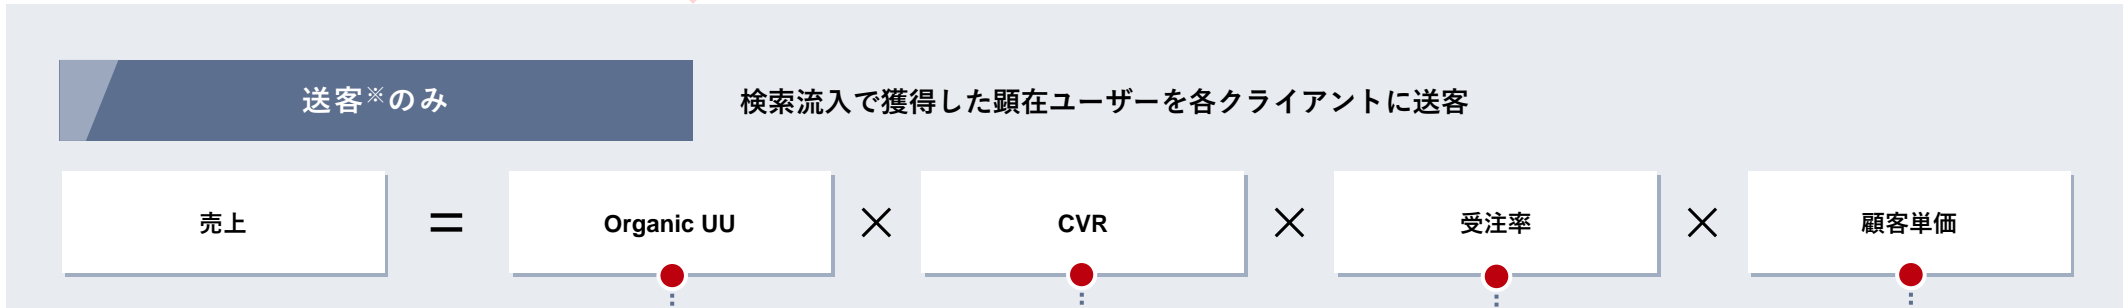 送客※のみ
検索流入で獲得した顕在ユーザーを各クライアントに送客
売上 = Organic UU × CVR × 受注率 × 顧客単価